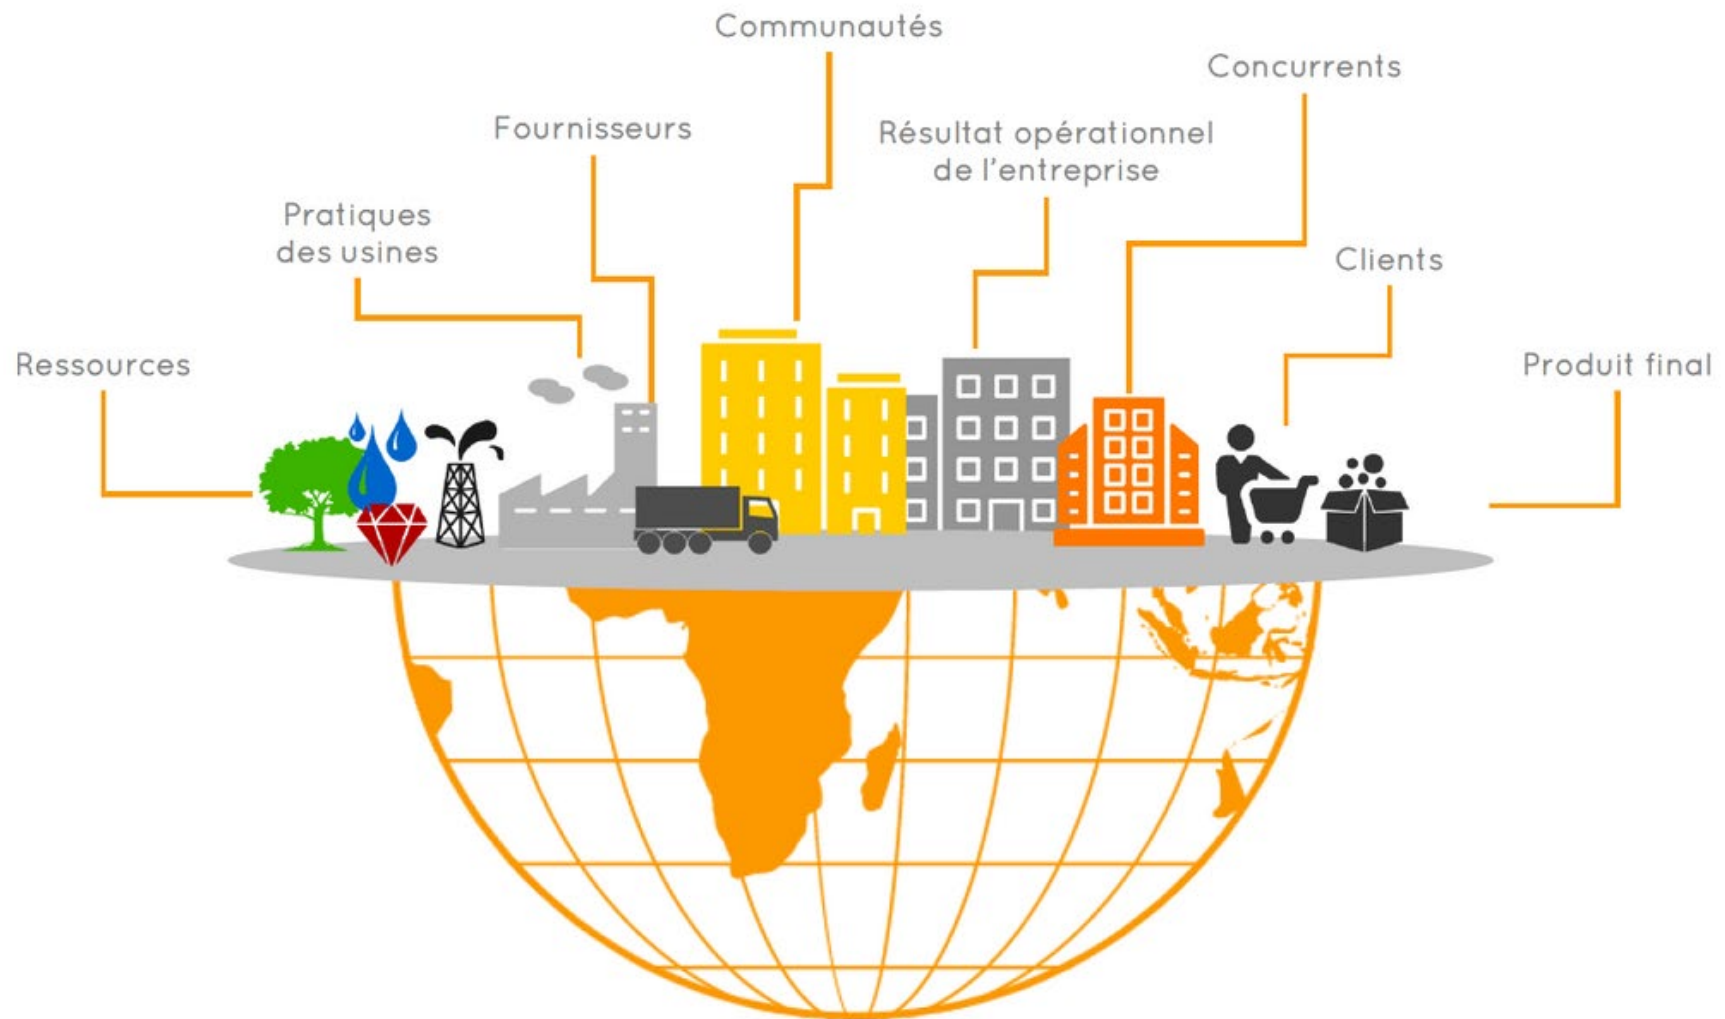 Communautés
Concurrents
Fournisseurs
Résultat opérationnel
de l'entreprise
Pratiques
des usines
Clients
Ressources
Produit final